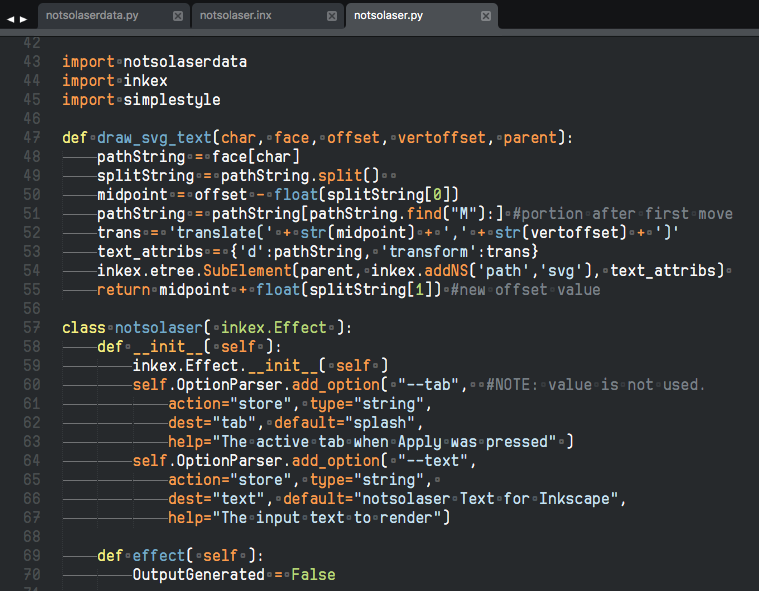 notsolaserdata.py
notsolaser.inx
notsolaser.py
42
43 import notsolaserdata
44 import inkex
45 import simplestyle
46
47 def draw_svg_text(char, face, offset, vertoffset, parent):
48 pathString = face[char]
49 splitString = pathString.split()
50 midpoint = offset - float(splitString[0])
51 pathString = pathString[pathString.find("M"):] #portion after first move
52 trans = 'translate(' + str(midpoint) + ',' + str(vertoffset) + ')'
53 text_attribs = {'d':pathString, 'transform':trans}
54 inkex.etree.SubElement(parent, inkex.addNS('path','svg'), text_attribs)
55 return midpoint + float(splitString[1]) #new offset value
56
57 class notsolaser( inkex.Effect ):
58 def __init__( self ):
59 inkex.Effect.__init__( self )
60 self.OptionParser.add_option( "--tab", #NOTE: value is not used.
61 action="store", type="string",
62 dest="tab", default="splash",
63 help="The active tab when Apply was pressed" )
64 self.OptionParser.add_option( "--text",
65 action="store", type="string",
66 dest="text", default="notsolaser Text for Inkscape",
67 help="The input text to render")
68
69 def effect( self ):
70 OutputGenerated = False